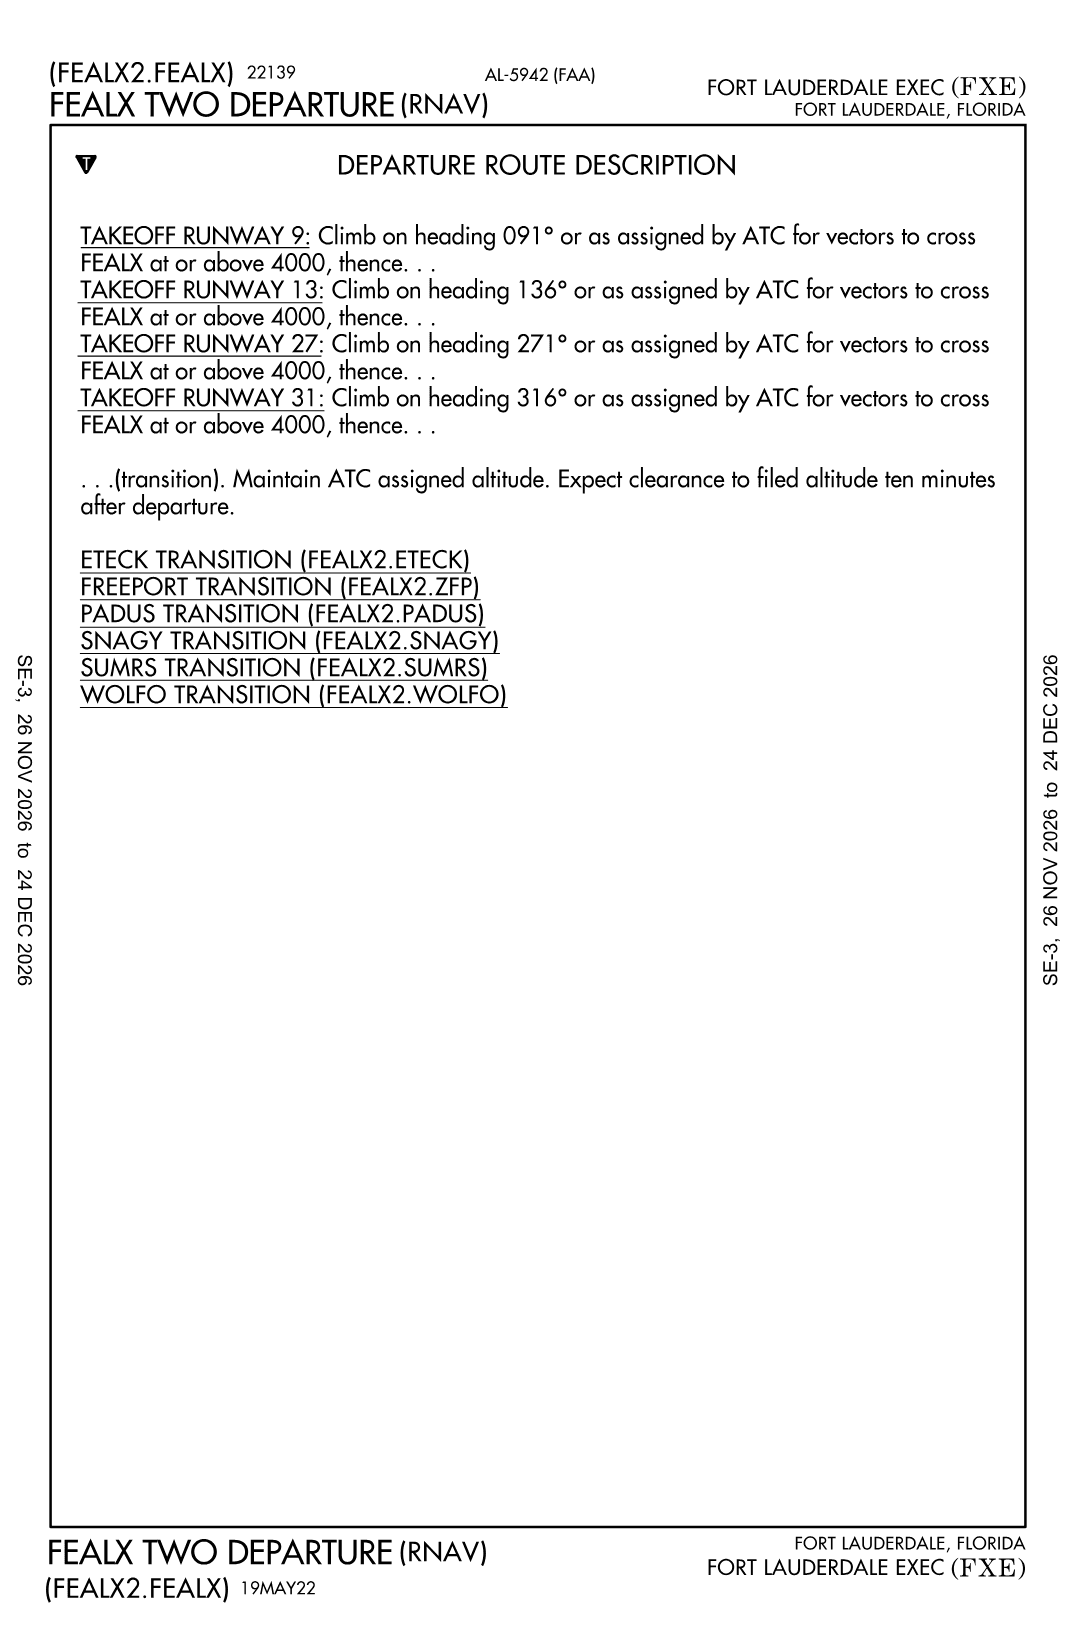 (FEALX2.FEALX) 22139
AL-5942 (FAA)
FORT LAUDERDALE EXEC (FXE)
FEALX TWO DEPARTURE (RNAV)
FORT LAUDERDALE, FLORIDA
T
DEPARTURE ROUTE DESCRIPTION
TAKEOFF RUNWAY 9: Climb on heading 091° or as assigned by ATC for vectors to cross
FEALX at or above 4000, thence. . .
TAKEOFF RUNWAY 13: Climb on heading 136° or as assigned by ATC for vectors to cross
FEALX at or above 4000, thence. . .
TAKEOFF RUNWAY 27: Climb on heading 271° or as assigned by ATC for vectors to cross
FEALX at or above 4000, thence. . .
TAKEOFF RUNWAY 31: Climb on heading 316° or as assigned by ATC for vectors to cross
FEALX at or above 4000, thence. . .
. . .(transition). Maintain ATC assigned altitude. Expect clearance to filed altitude ten minutes
after departure.
ETECK TRANSITION (FEALX2.ETECK)
FREEPORT TRANSITION (FEALX2.ZFP)
PADUS TRANSITION (FEALX2.PADUS)
SNAGY TRANSITION (FEALX2.SNAGY)
SUMRS TRANSITION (FEALX2.SUMRS)
WOLFO TRANSITION (FEALX2.WOLFO)
SE-3, 26 NOV 2026 to 24 DEC 2026
SE-3, 26 NOV 2026 to 24 DEC 2026
FEALX TWO DEPARTURE (RNAV)
FORT LAUDERDALE, FLORIDA
FORT LAUDERDALE EXEC (FXE)
(FEALX2.FEALX) 19MAY22